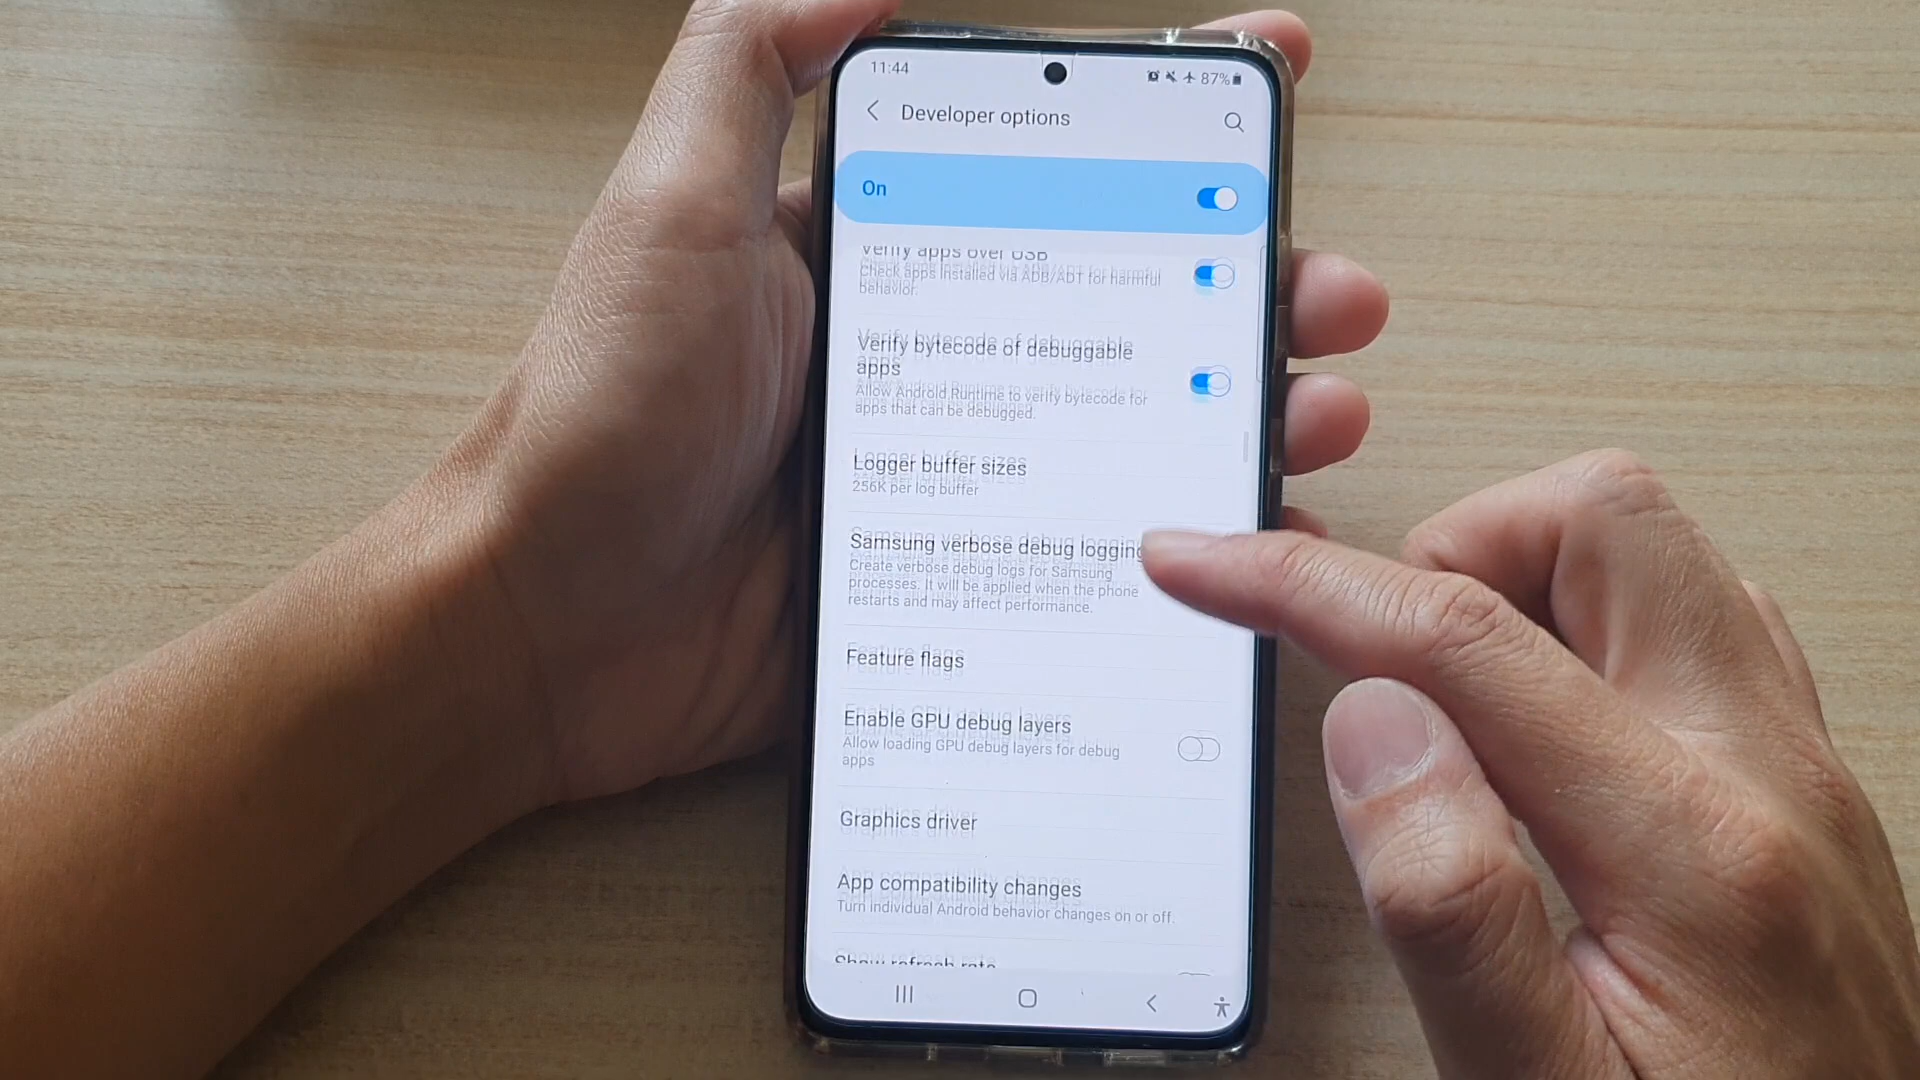 11:44
87%
Developer options
On
Verify apps over USB
Check apps installed via ADB/ADT for harmful
behavior.
Verify bytecode of debuggable
apps
Allow Android Runtime to verify bytecode for
apps that can be debugged.
Logger buffer sizes
256K per log buffer
Samsung verbose debug logging
Create verbose debug logs for Samsung
processes. It will be applied when the phone
restarts and may affect performance.
Feature flags
Enable GPU debug layers
Allow loading GPU debug layers for debug
apps
Graphics driver
App compatibility changes
Turn individual Android behavior changes on or off.
Show refresh rate